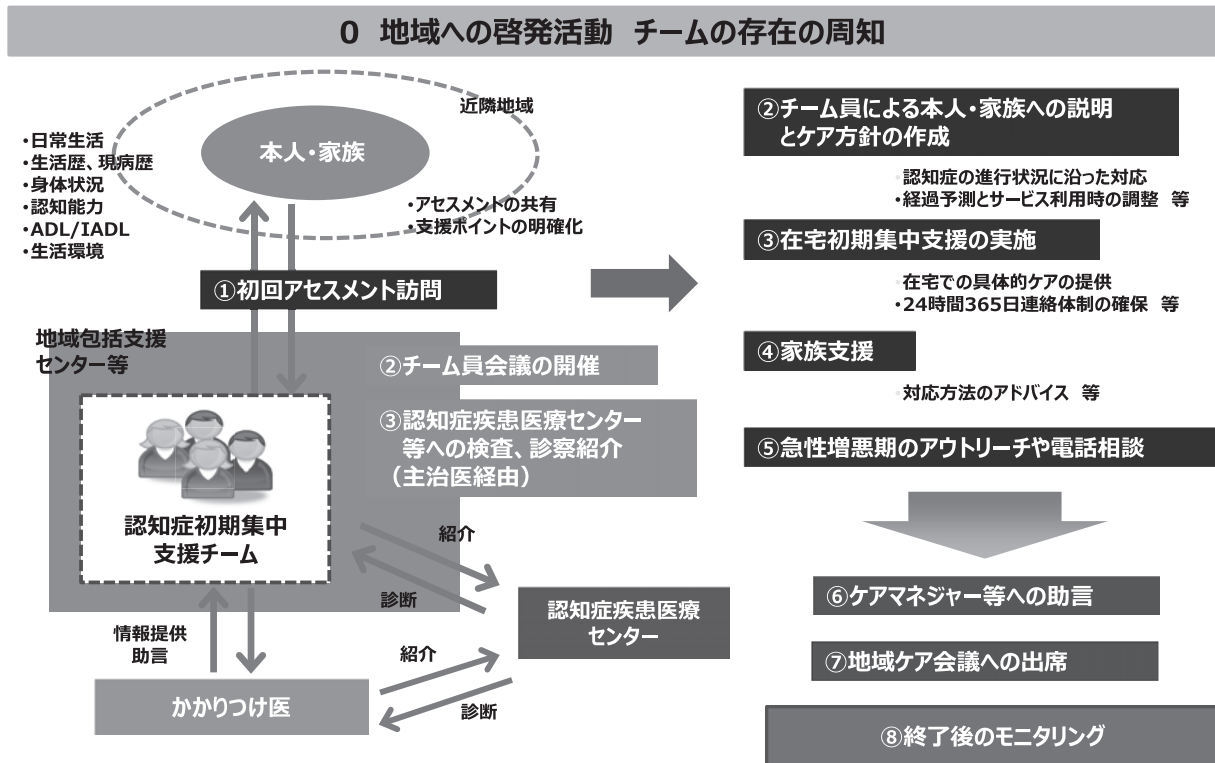 0 地域への啓発活動 チームの存在の周知
近隣地域
本人・家族
・日常生活
・生活歴、現病歴
・身体状況
・認知能力
・ADL/IADL
・生活環境
・アセスメントの共有
・支援ポイントの明確化
①初回アセスメント訪問
地域包括支援
センター等
②チーム員会議の開催
③認知症疾患医療センター
等への検査、診察紹介
（主治医経由）
認知症初期集中
支援チーム
紹介
診断
認知症疾患医療
センター
情報提供
助言
紹介
診断
かかりつけ医
②チーム員による本人・家族への説明
とケア方針の作成
・認知症の進行状況に沿った対応
・経過予測とサービス利用時の調整 等
③在宅初期集中支援の実施
・在宅での具体的ケアの提供
・24時間365日連絡体制の確保 等
④家族支援
・対応方法のアドバイス 等
⑤急性増悪期のアウトリーチや電話相談
⑥ケアマネジャー等への助言
⑦地域ケア会議への出席
⑧終了後のモニタリング